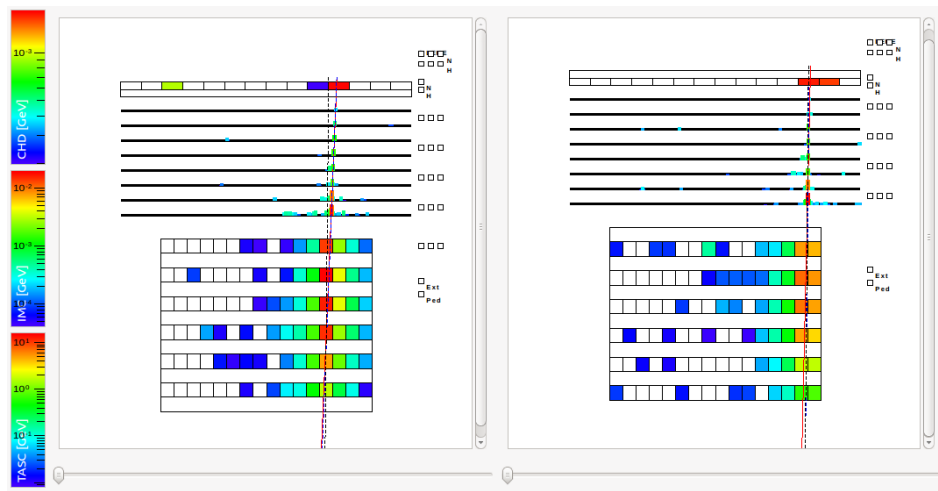 10⁻³
CHD [GeV]
10⁻²
10⁻³
IMC [GeV]
10¹
10⁰
10⁻¹
TASC [GeV]
N
H
N
H
Ext
Ped
N
H
N
H
Ext
Ped